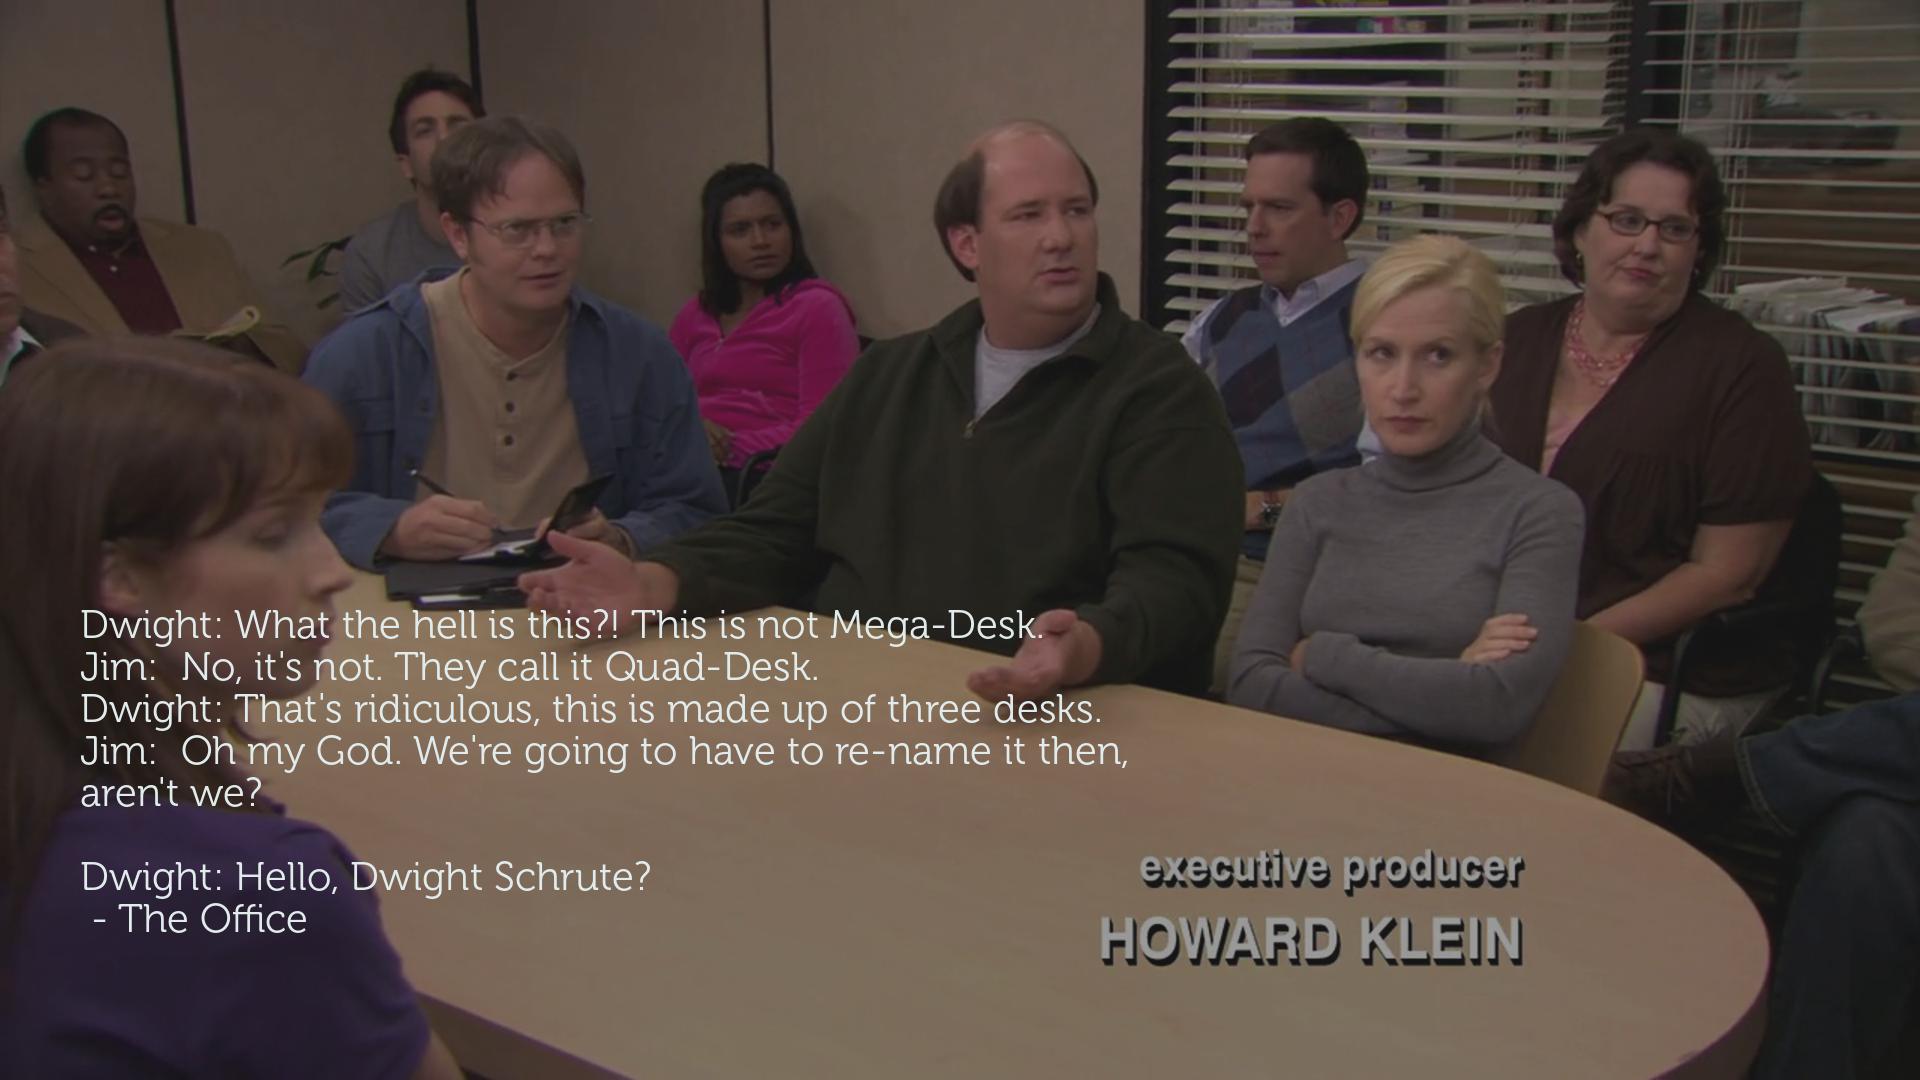 Dwight: What the hell is this?! This is not Mega-Desk.
Jim:  No, it's not. They call it Quad-Desk.
Dwight: That's ridiculous, this is made up of three desks.
Jim:  Oh my God. We're going to have to re-name it then,
aren't we?
Dwight: Hello, Dwight Schrute?
- The Office
executive producer
HOWARD KLEIN